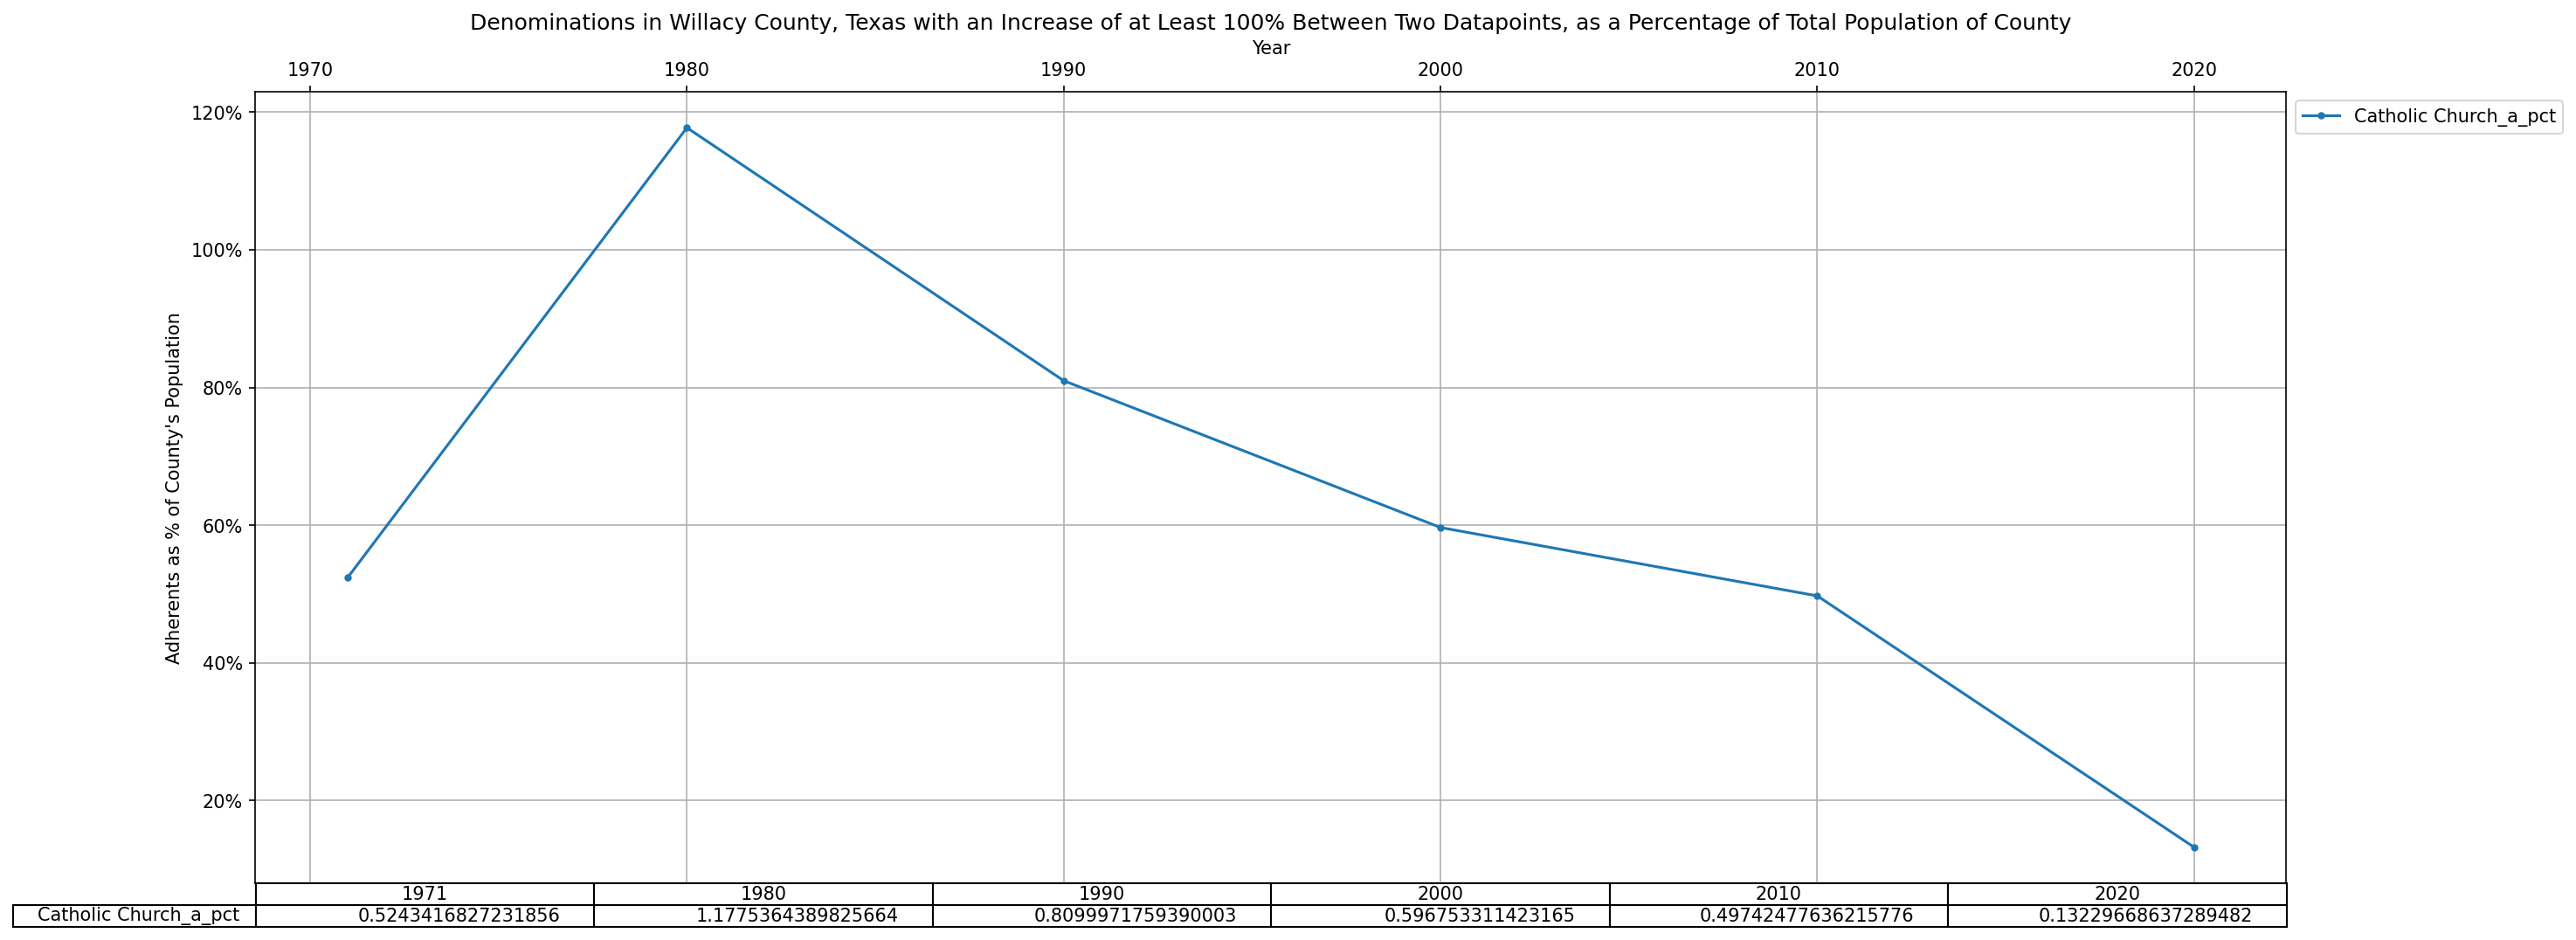 Denominations in Willacy County, Texas with an Increase of at Least 100% Between Two Datapoints, as a Percentage of Total Population of County
Year
1970 1980 1990 2000 2010 2020
120%
100%
80%
60%
40%
20%
Adherents as % of County's Population
Catholic Church_a_pct
1971 1980 1990 2000 2010 2020
Catholic Church_a_pct 0.5243416827231856 1.1775364389825664 0.8099971759390003 0.596753311423165 0.49742477636215776 0.13229668637289482